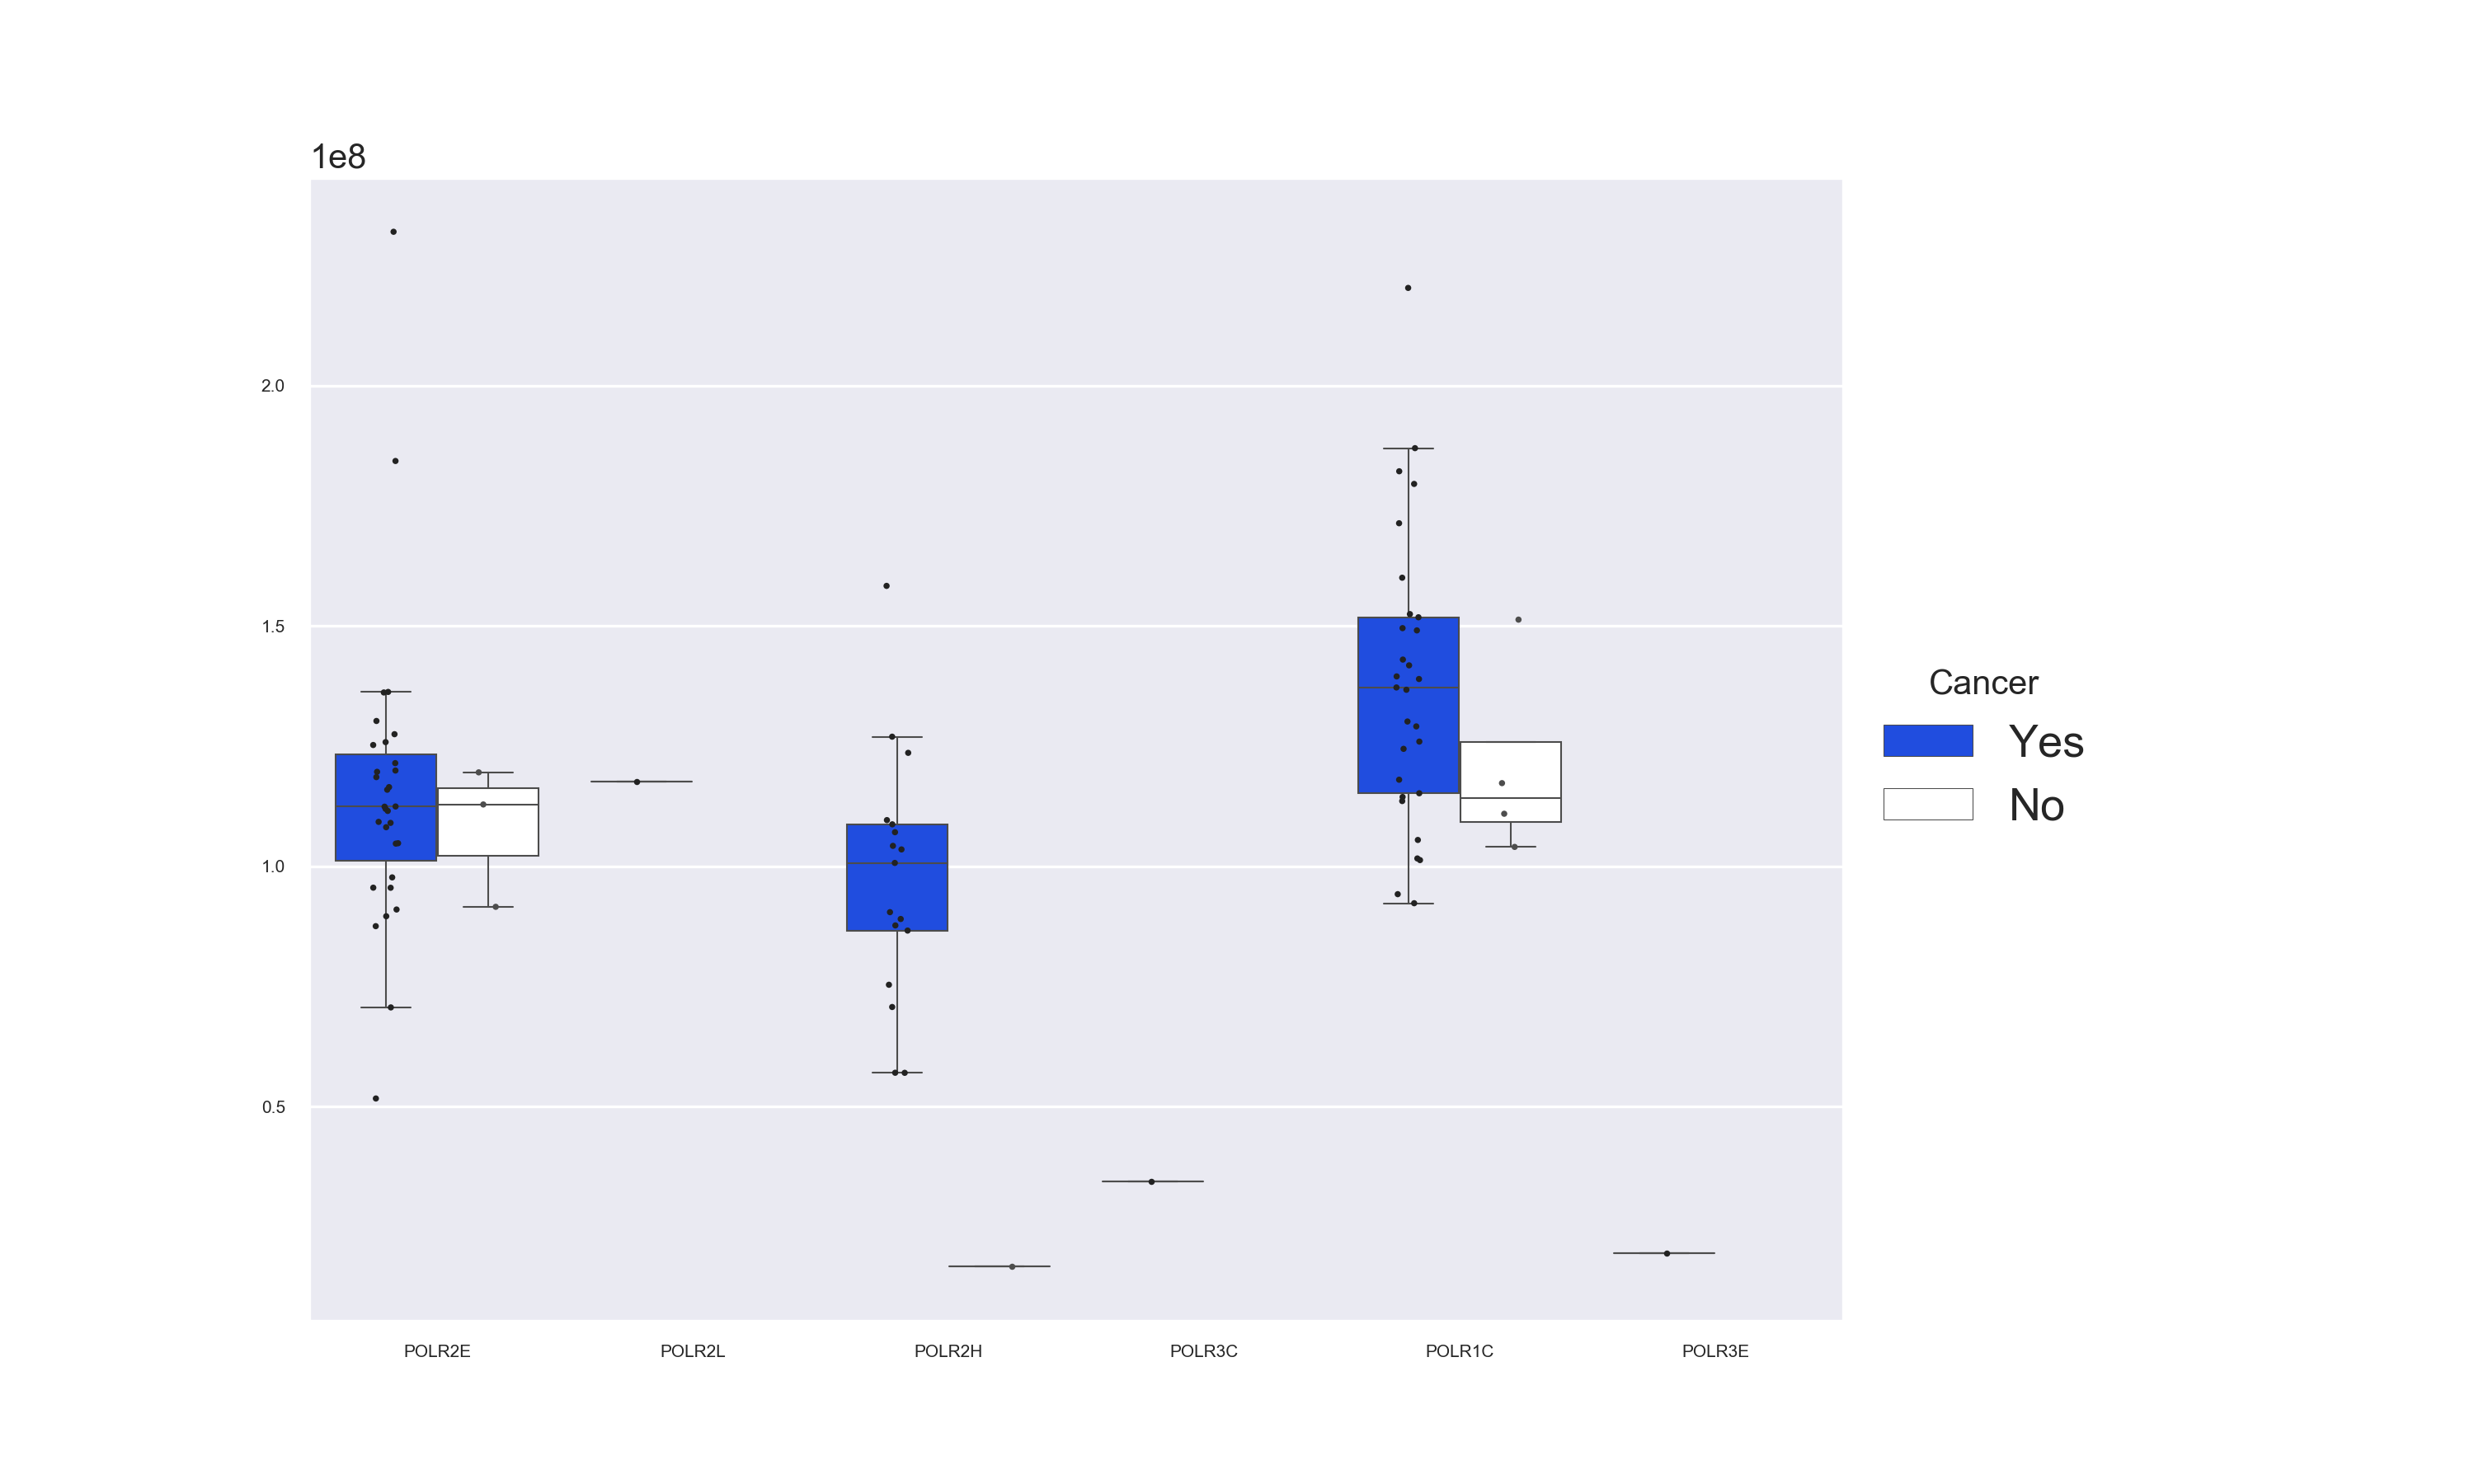 1e8
2.0
1.5
1.0
0.5
POLR2E
POLR2L
POLR2H
POLR3C
POLR1C
POLR3E
Cancer
Yes
No